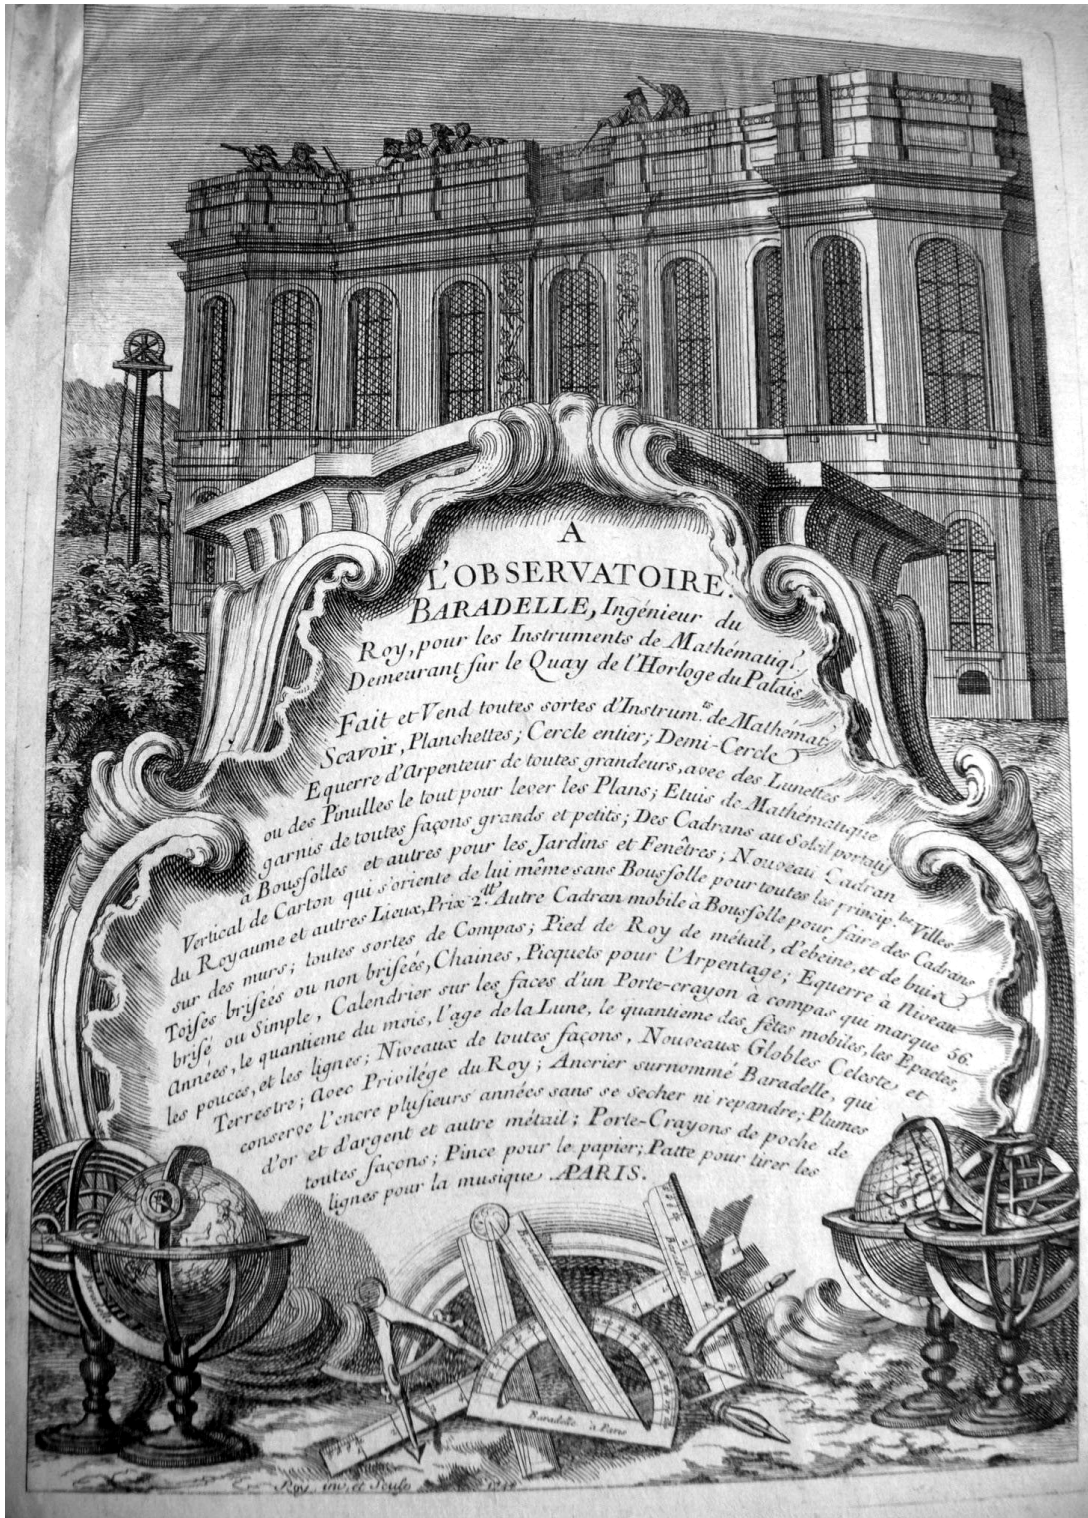 A
L'OBSERVATOIRE.
BARADELLE, Ingénieur du
Roy, pour les Instruments de Mathématiq.s
Demeurant sur le Quay de l'Horloge du Palais
Fait et Vend toutes sortes d'Instrum.ts de Mathémat.
Scavoir, Planchettes; Cercle entier; Demi-Cercle
Equerre d'Arpenteur de toutes grandeurs, avec des Lunettes
ou des Pinulles le tout pour lever les Plans; Etuis de Mathématique
garnis de toutes façons grands et petits; Des Cadrans au Soleil portatif
a Boussolles et autres pour les Jardins et Fenêtres; Nouveau Cadran
Vertical de Carton qui s'oriente de lui même sans Boussolle pour toutes les princip.les Villes
du Royaume et autres Lieux, Prix 2.tt Autre Cadran mobile a Boussolle pour faire des Cadrans
sur des murs; toutes sortes de Compas; Pied de Roy de métail, d'ebeine, et de buis
Toises brisées ou non brisées, Chaines, Picquets pour l'Arpentage; Equerre à Niveau
brisé ou Simple, Calendrier sur les faces d'un Porte-crayon a compas qui marque 56.
Années, le quantieme du mois, l'age de la Lune, le quantieme des fêtes mobiles, les Epactes,
les pouces, et les lignes; Niveaux de toutes façons, Nouveaux Globles Celeste et
Terrestre; Avec Privilége du Roy; Ancrier surnommé Baradelle, qui
conserve l'encre plusieurs années sans se secher ni repandre; Plumes
d'or et d'argent et autre métail; Porte-Crayons de poche de
toutes façons; Pince pour le papier; Patte pour tirer les
lignes pour la musique. A PARIS.
Baradelle
Baradelle
Baradelle
Baradelle
Baradelle à Paris
Roy inv. et Sculp